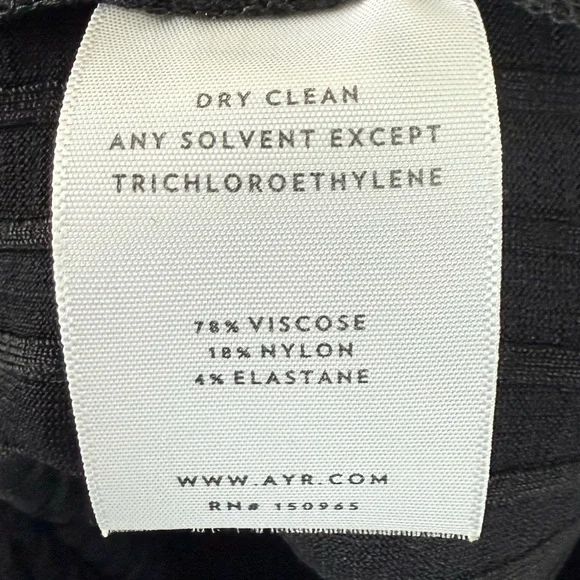 DRY CLEAN
ANY SOLVENT EXCEPT
TRICHLOROETHYLENE
78% VISCOSE
18% NYLON
4% ELASTANE
WWW.AYR.COM
RN# 150965